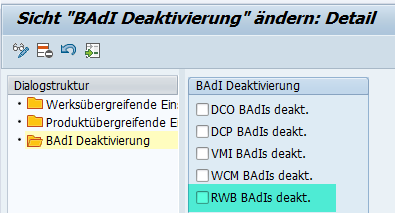 Sicht "BAdI Deaktivierung" ändern: Detail
Dialogstruktur
Werksübergreifende Ein
Produktübergreifende E
BAdI Deaktivierung
BAdI Deaktivierung
DCO BAdIs deakt.
DCP BAdIs deakt.
VMI BAdIs deakt.
WCM BAdIs deakt.
RWB BAdIs deakt.